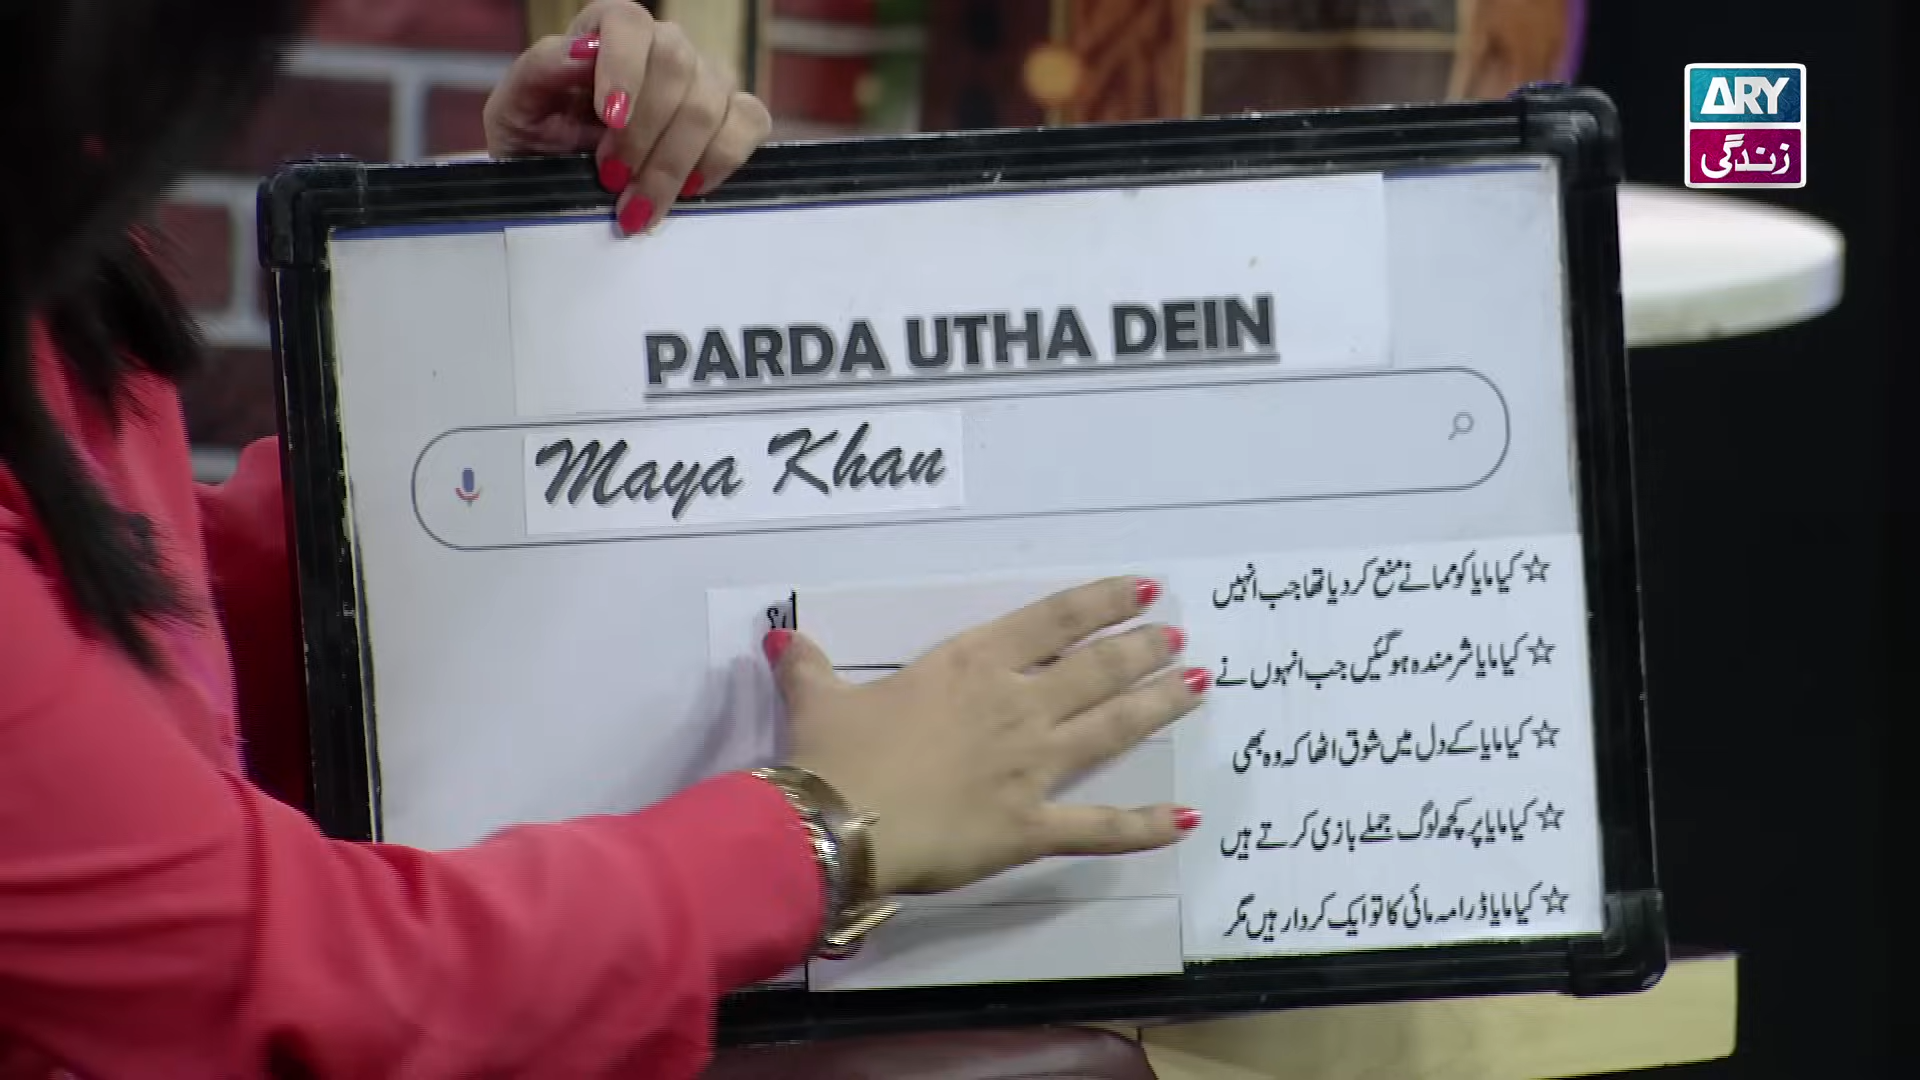 ARY
زندگی
PARDA UTHA DEIN
Maya Khan
☆ کیا مایا کو ممانے منع کر دیا تھا جب انہیں
☆ کیا مایا شرمندہ ہوگئیں جب انہوں نے
☆ کیا مایا کے دل میں شوق اٹھا کہ وہ بھی
☆ کیا مایا پر کچھ لوگ جملے بازی کرتے ہیں
☆ کیا مایا ڈرامہ مائی کا تو ایک کردار ہیں مگر